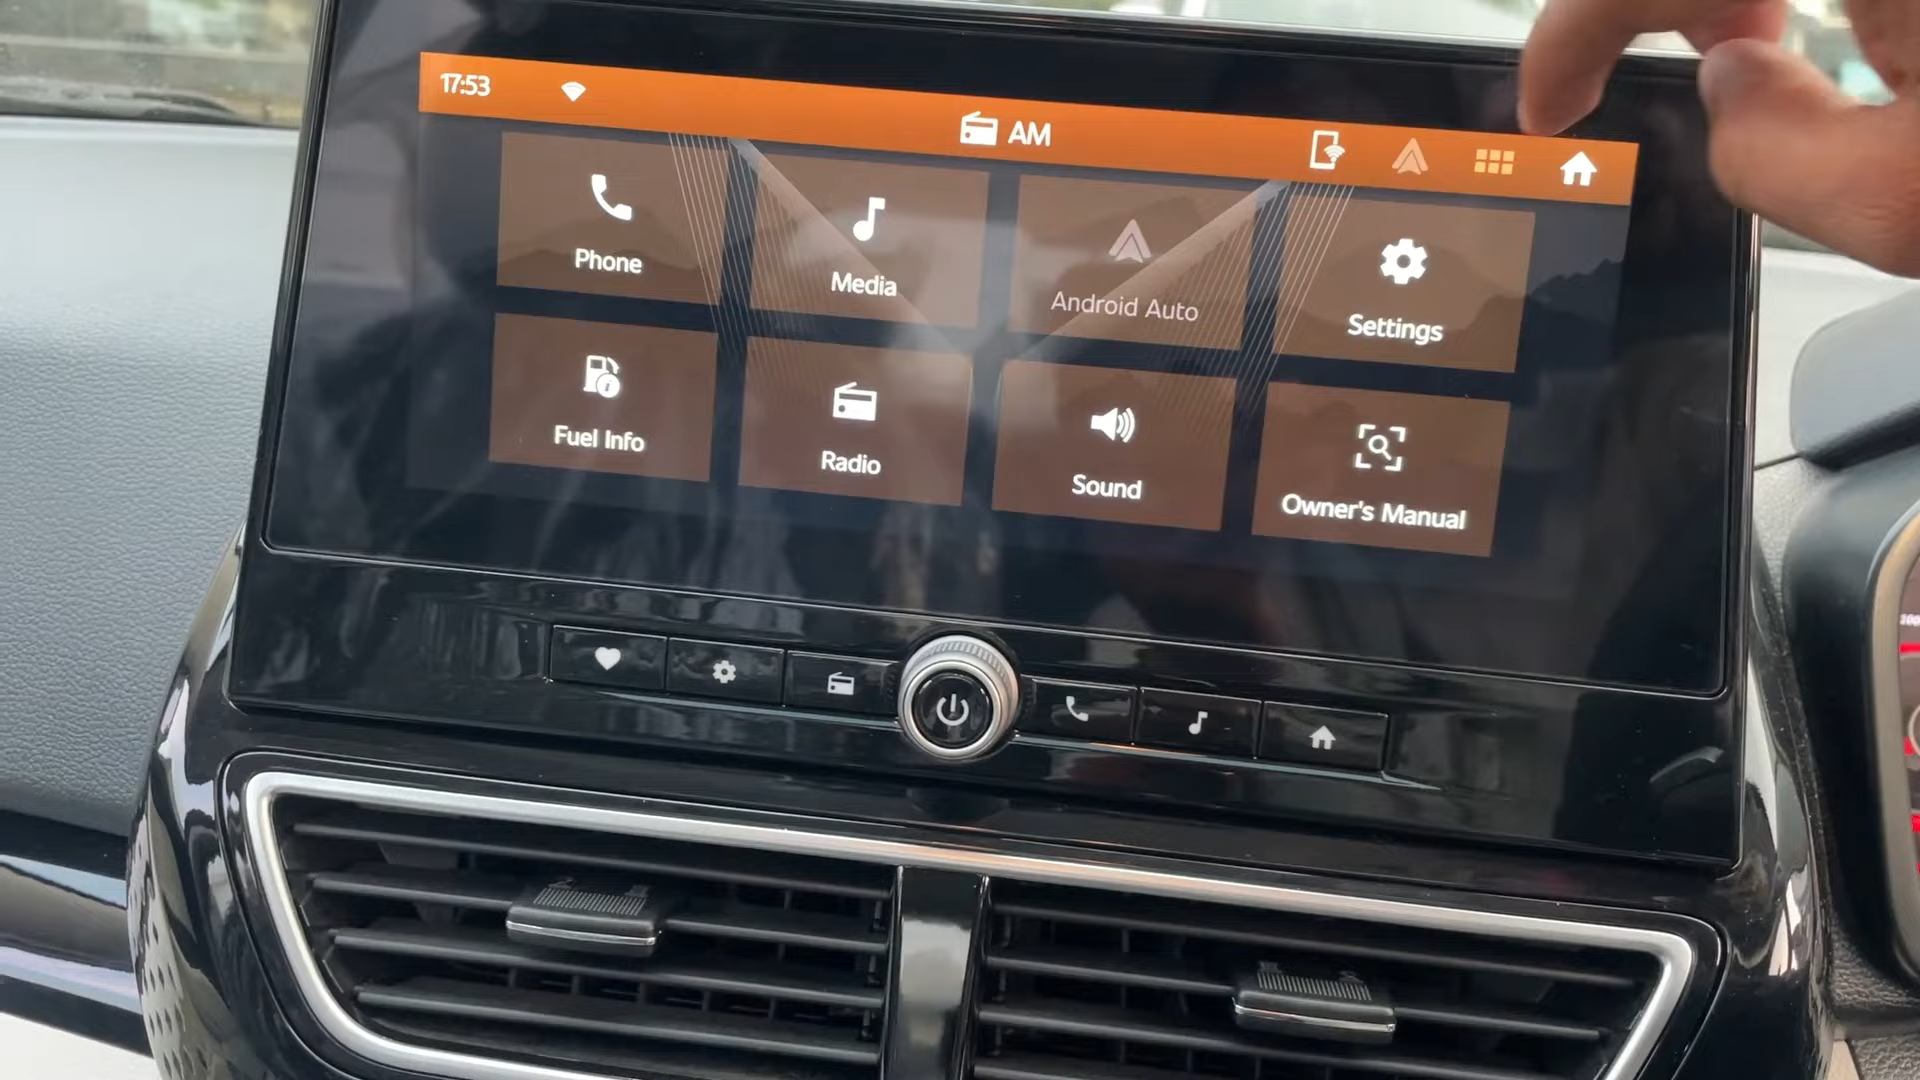 17:53
AM
Phone
Media
Android Auto
Settings
Fuel Info
Radio
Sound
Owner's Manual